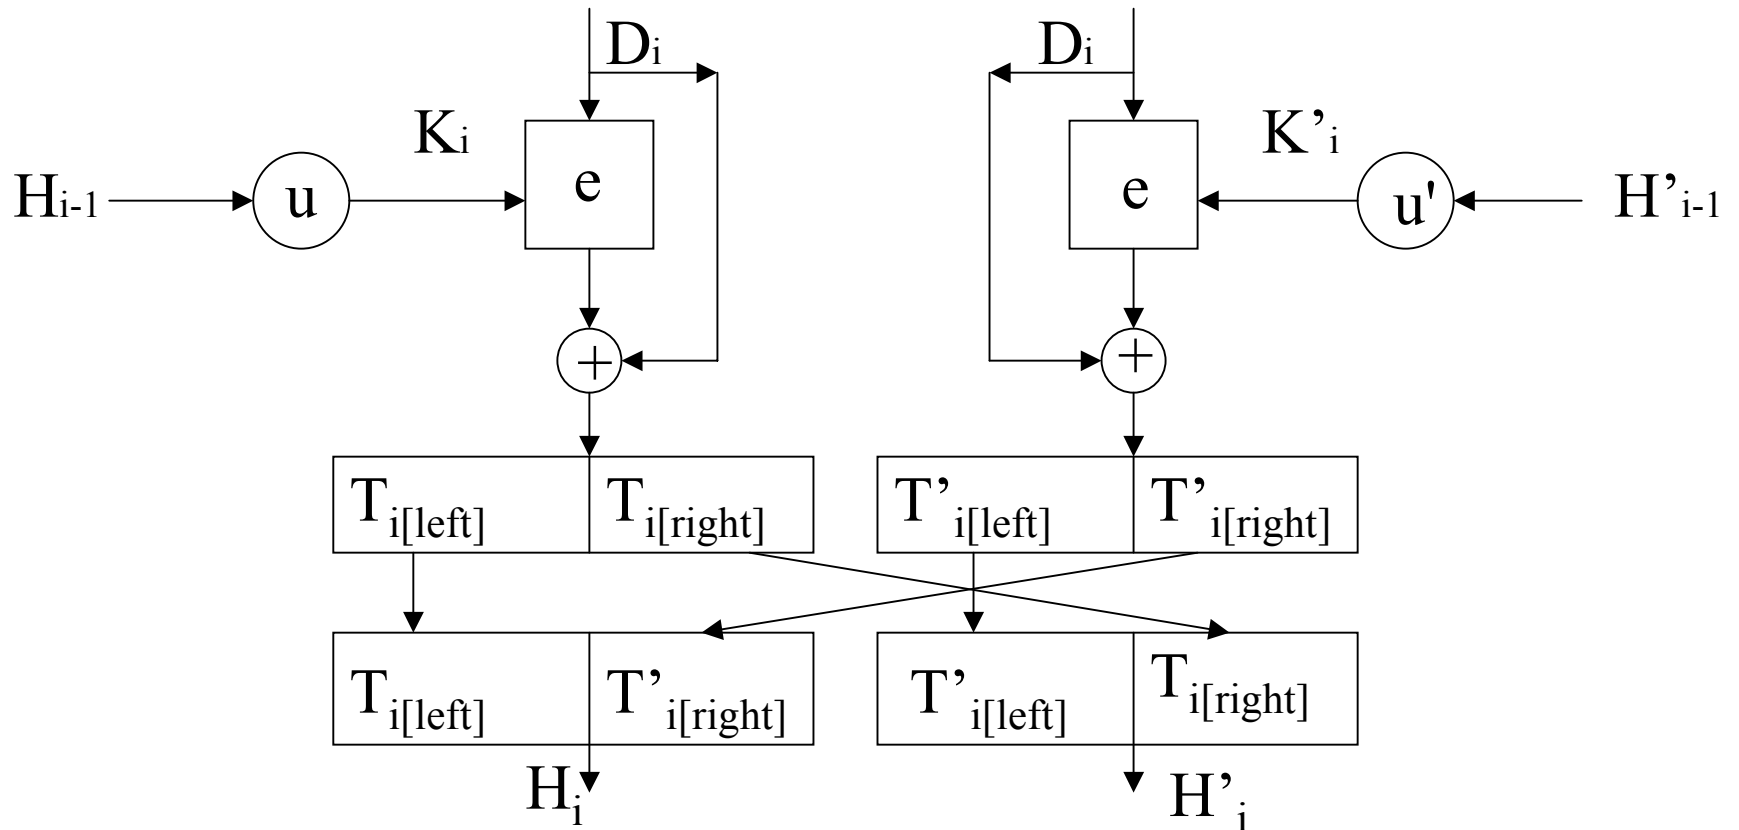 Di Di
Ki K’i
Hi-1 u e e u' H’i-1
+ +
Ti[left] Ti[right] T’i[left] T’i[right]
Ti[left] T’i[right] T’i[left] Ti[right]
Hi H’i